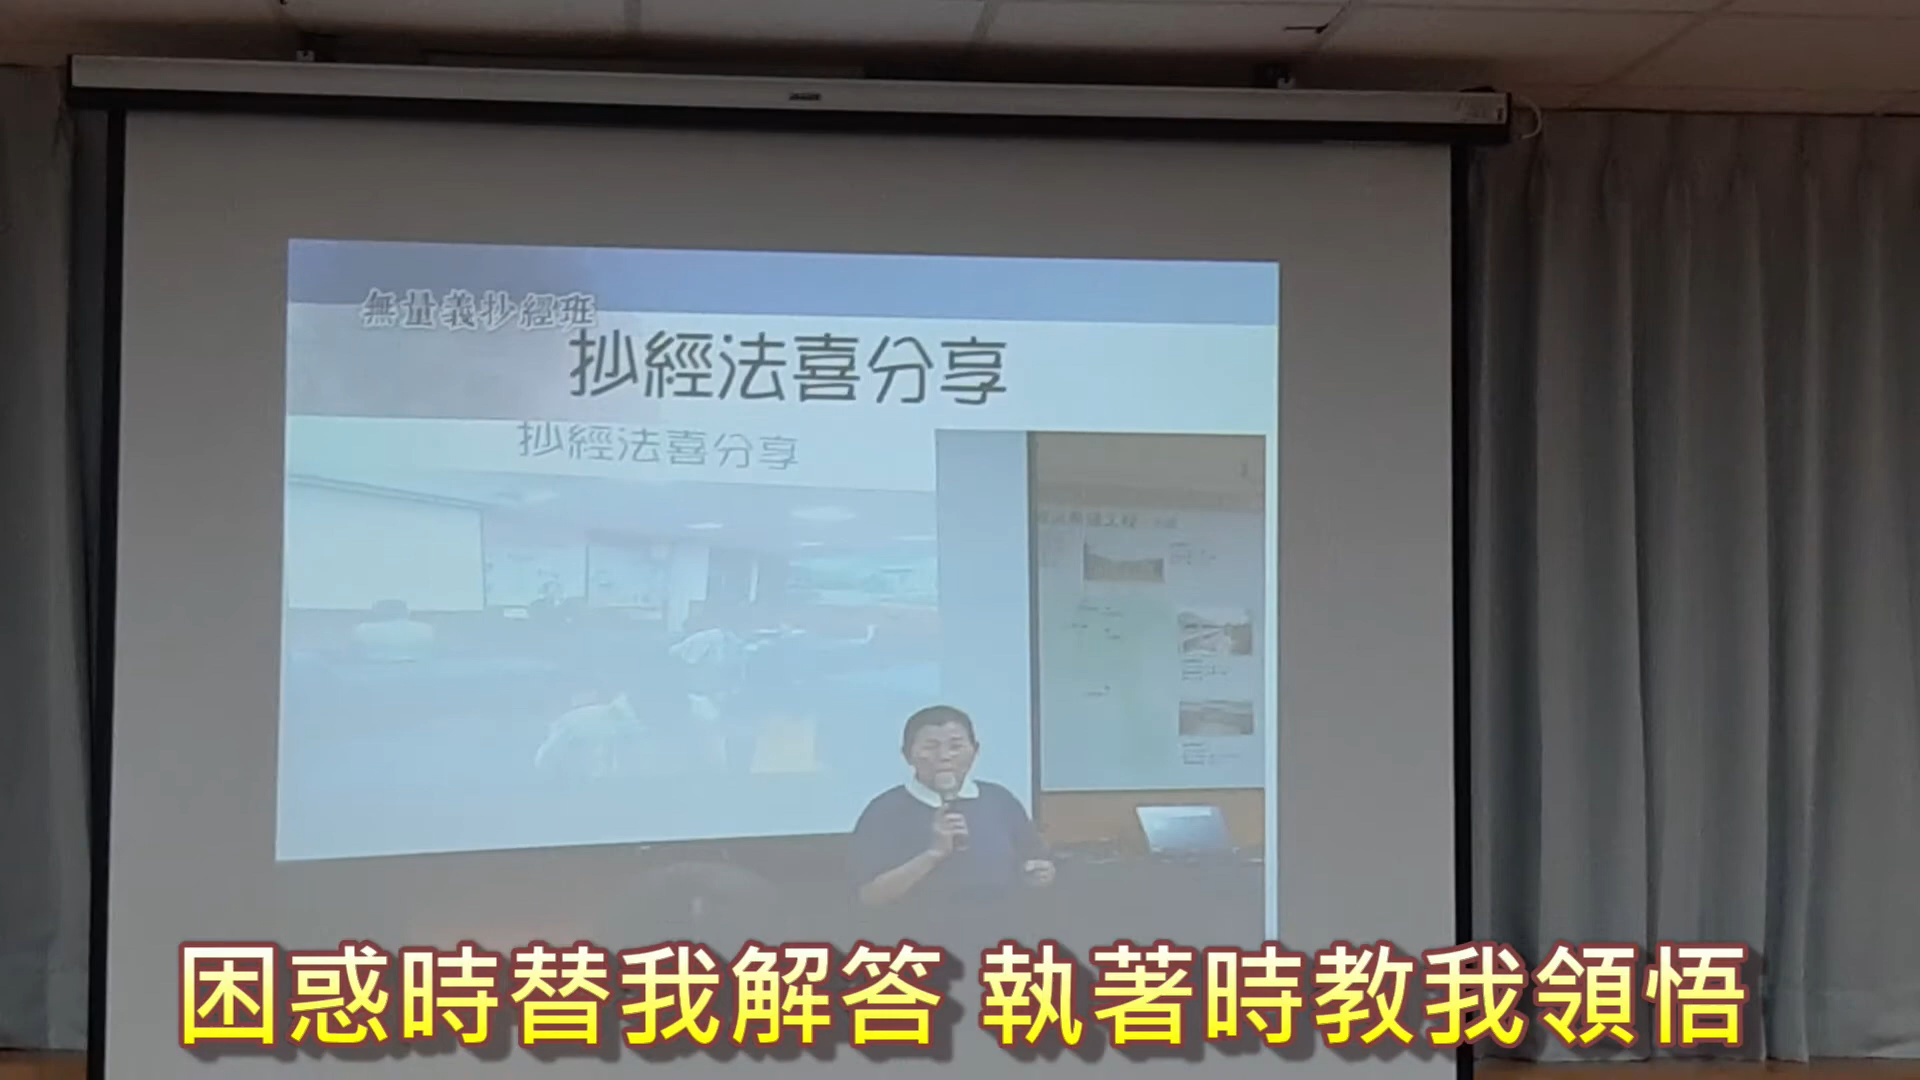 無量義抄經班
抄經法喜分享
抄經法喜分享
困惑時替我解答 執著時教我領悟